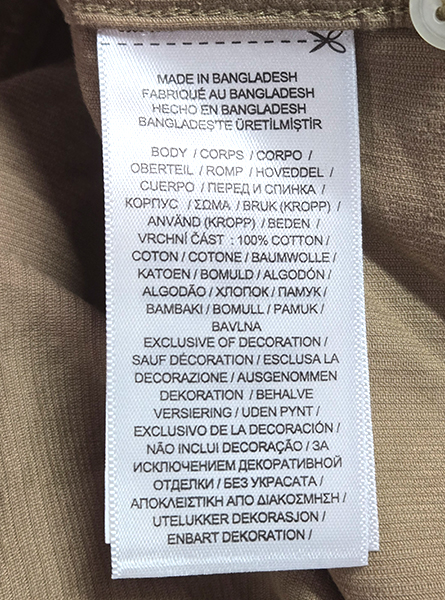 MADE IN BANGLADESH
FABRIQUÉ AU BANGLADESH
HECHO EN BANGLADESH
BANGLADEŞ'TE ÜRETİLMİŞTİR
BODY / CORPS / CORPO /
OBERTEIL / ROMP / HOVEDDEL /
CUERPO / ПЕРЕД И СПИНКА /
КОРПУС / ΣΩΜΑ / BRUK (KROPP) /
ANVÄND (KROPP) / BEDEN /
VRCHNÍ ČÁST : 100% COTTON /
COTON / COTONE / BAUMWOLLE /
KATOEN / BOMULD / ALGODÓN /
ALGODÃO / ХЛОПОК / ПАМУК /
BAMBAKI / BOMULL / PAMUK /
BAVLNA
EXCLUSIVE OF DECORATION /
SAUF DÉCORATION / ESCLUSA LA
DECORAZIONE / AUSGENOMMEN
DEKORATION / BEHALVE
VERSIERING / UDEN PYNT /
EXCLUSIVO DE LA DECORACIÓN /
NÃO INCLUI DECORAÇÃO / ЗА
ИСКЛЮЧЕНИЕМ ДЕКОРАТИВНОЙ
ОТДЕЛКИ / БЕЗ УКРАСАТА /
ΑΠΟΚΛΕΙΣΤΙΚΗ ΑΠΟ ΔΙΑΚΟΣΜΗΣΗ /
UTELUKKER DEKORASJON /
ENBART DEKORATION /